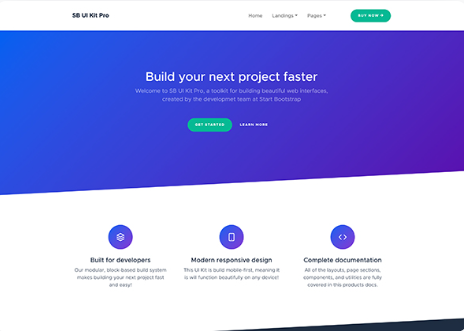 SB UI Kit Pro
Home Landings Pages
BUY NOW
Build your next project faster
Welcome to SB UI Kit Pro, a toolkit for building beautiful web interfaces,
created by the developmet team at Start Bootstrap
GET STARTED LEARN MORE
Built for developers
Our modular, block-based build system
makes building your next project fast
and easy!
Modern responsive design
This UI Kit is build mobile-first, meaning it
is will function beautifully on any device!
Complete documentation
All of the layouts, page sections,
components, and utilities are fully
covered in this products docs.